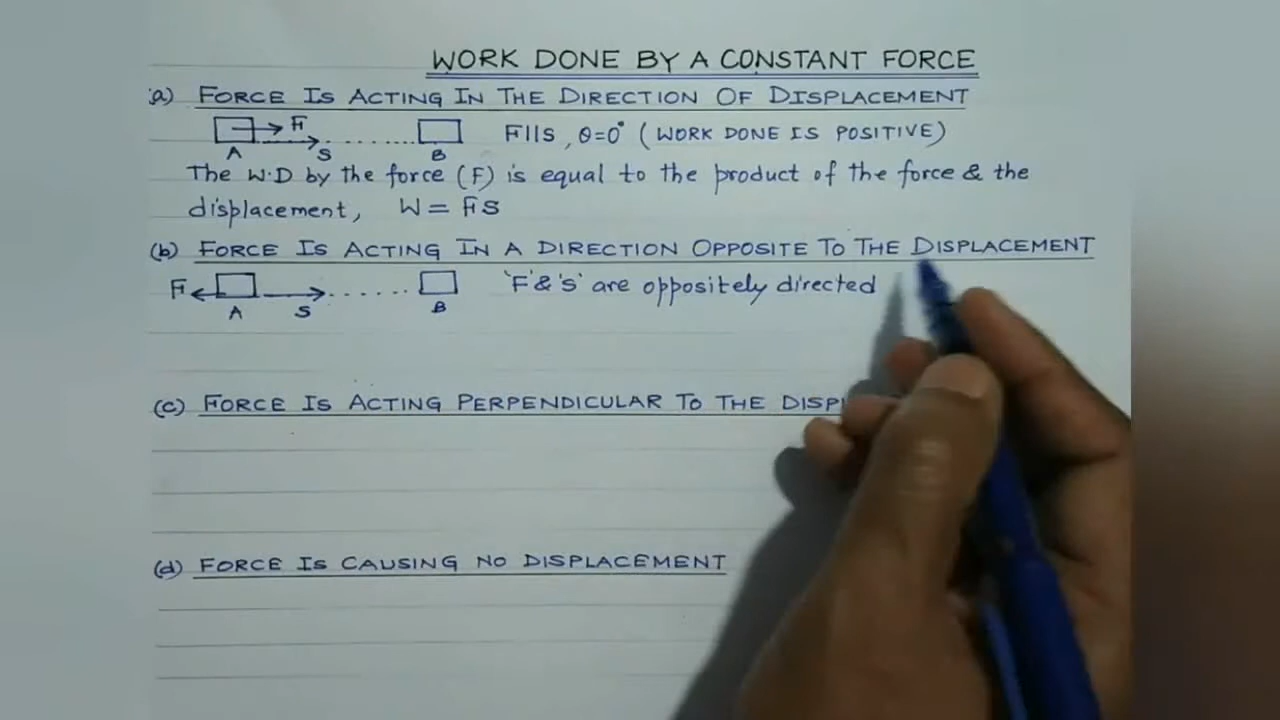 WORK DONE BY A CONSTANT FORCE
(a) FORCE IS ACTING IN THE DIRECTION OF DISPLACEMENT
F
A S B F||S, θ=0° (WORK DONE IS POSITIVE)
The W.D by the force (F) is equal to the product of the force & the
displacement, W = FS
(b) FORCE IS ACTING IN A DIRECTION OPPOSITE TO THE DISPLACEMENT
F 'F' & 's' are oppositely directed
A S B
(c) FORCE IS ACTING PERPENDICULAR TO THE
(d) FORCE IS CAUSING NO DISPLACEMENT